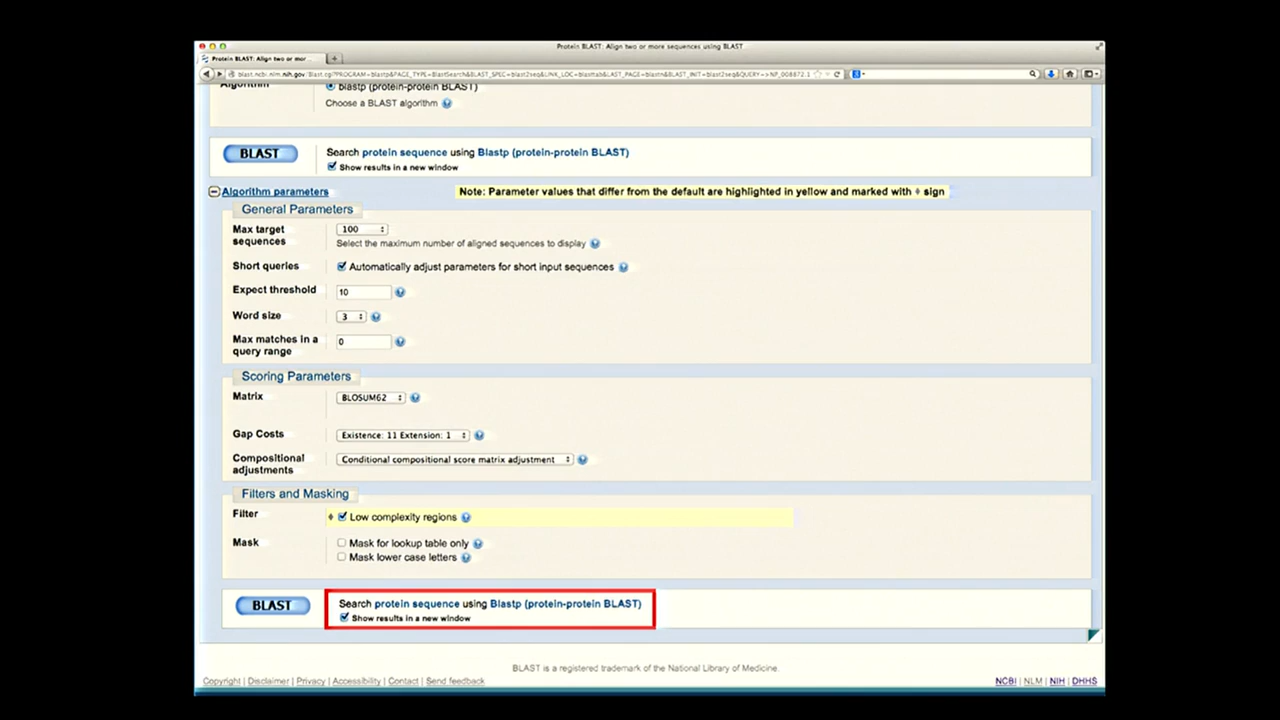 Protein BLAST: Align two or more sequences using BLAST
Protein BLAST: Align two or mor...
Algorithm
blastp (protein-protein BLAST)
Choose a BLAST algorithm
BLAST
Search protein sequence using Blastp (protein-protein BLAST)
Show results in a new window
Algorithm parameters
Note: Parameter values that differ from the default are highlighted in yellow and marked with ♦ sign
General Parameters
Max target sequences
100
Select the maximum number of aligned sequences to display
Short queries
Automatically adjust parameters for short input sequences
Expect threshold
10
Word size
3
Max matches in a query range
0
Scoring Parameters
Matrix
BLOSUM62
Gap Costs
Existence: 11 Extension: 1
Compositional adjustments
Conditional compositional score matrix adjustment
Filters and Masking
Filter
♦ Low complexity regions
Mask
Mask for lookup table only
Mask lower case letters
BLAST
Search protein sequence using Blastp (protein-protein BLAST)
Show results in a new window
BLAST is a registered trademark of the National Library of Medicine.
Copyright | Disclaimer | Privacy | Accessibility | Contact | Send feedback
NCBI | NLM | NIH | DHHS